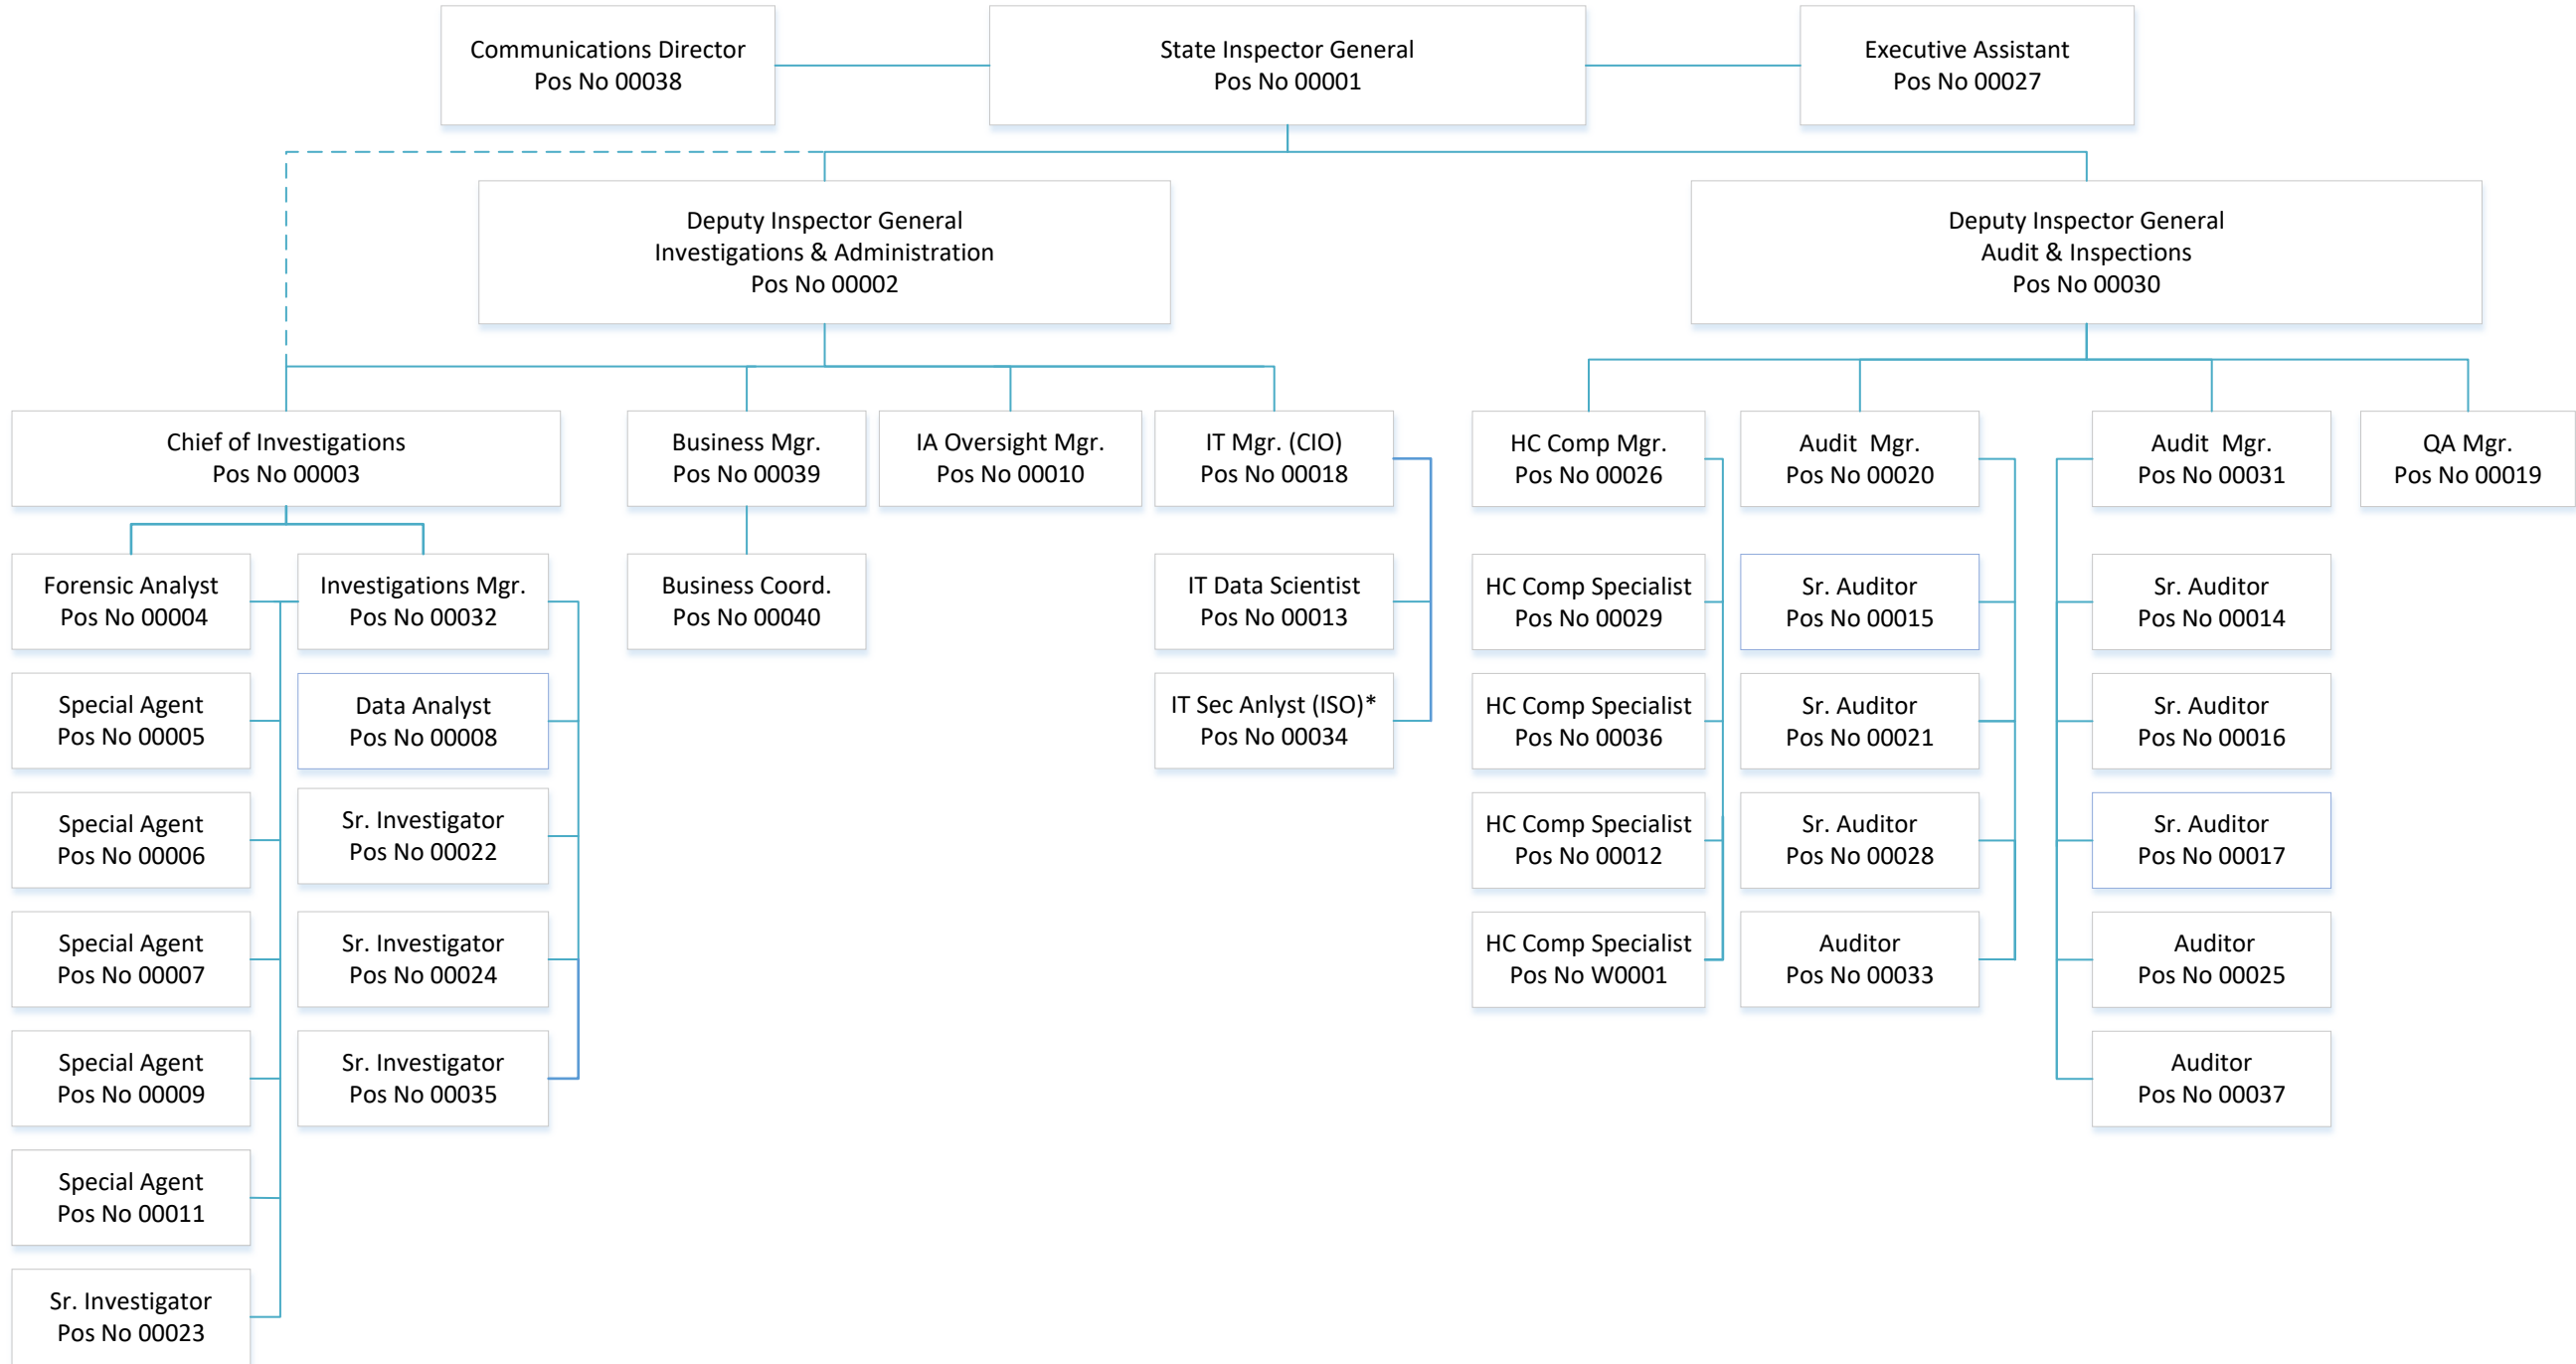 Communications Director
Pos No 00038
State Inspector General
Pos No 00001
Executive Assistant
Pos No 00027
Deputy Inspector General
Investigations & Administration
Pos No 00002
Deputy Inspector General
Audit & Inspections
Pos No 00030
Chief of Investigations
Pos No 00003
Business Mgr.
Pos No 00039
IA Oversight Mgr.
Pos No 00010
IT Mgr. (CIO)
Pos No 00018
HC Comp Mgr.
Pos No 00026
Audit  Mgr.
Pos No 00020
Audit  Mgr.
Pos No 00031
QA Mgr.
Pos No 00019
Forensic Analyst
Pos No 00004
Investigations Mgr.
Pos No 00032
Business Coord.
Pos No 00040
IT Data Scientist
Pos No 00013
HC Comp Specialist
Pos No 00029
Sr. Auditor
Pos No 00015
Sr. Auditor
Pos No 00014
Special Agent
Pos No 00005
Data Analyst
Pos No 00008
IT Sec Anlyst (ISO)*
Pos No 00034
HC Comp Specialist
Pos No 00036
Sr. Auditor
Pos No 00021
Sr. Auditor
Pos No 00016
Special Agent
Pos No 00006
Sr. Investigator
Pos No 00022
HC Comp Specialist
Pos No 00012
Sr. Auditor
Pos No 00028
Sr. Auditor
Pos No 00017
Special Agent
Pos No 00007
Sr. Investigator
Pos No 00024
HC Comp Specialist
Pos No W0001
Auditor
Pos No 00033
Auditor
Pos No 00025
Special Agent
Pos No 00009
Sr. Investigator
Pos No 00035
Auditor
Pos No 00037
Special Agent
Pos No 00011
Sr. Investigator
Pos No 00023